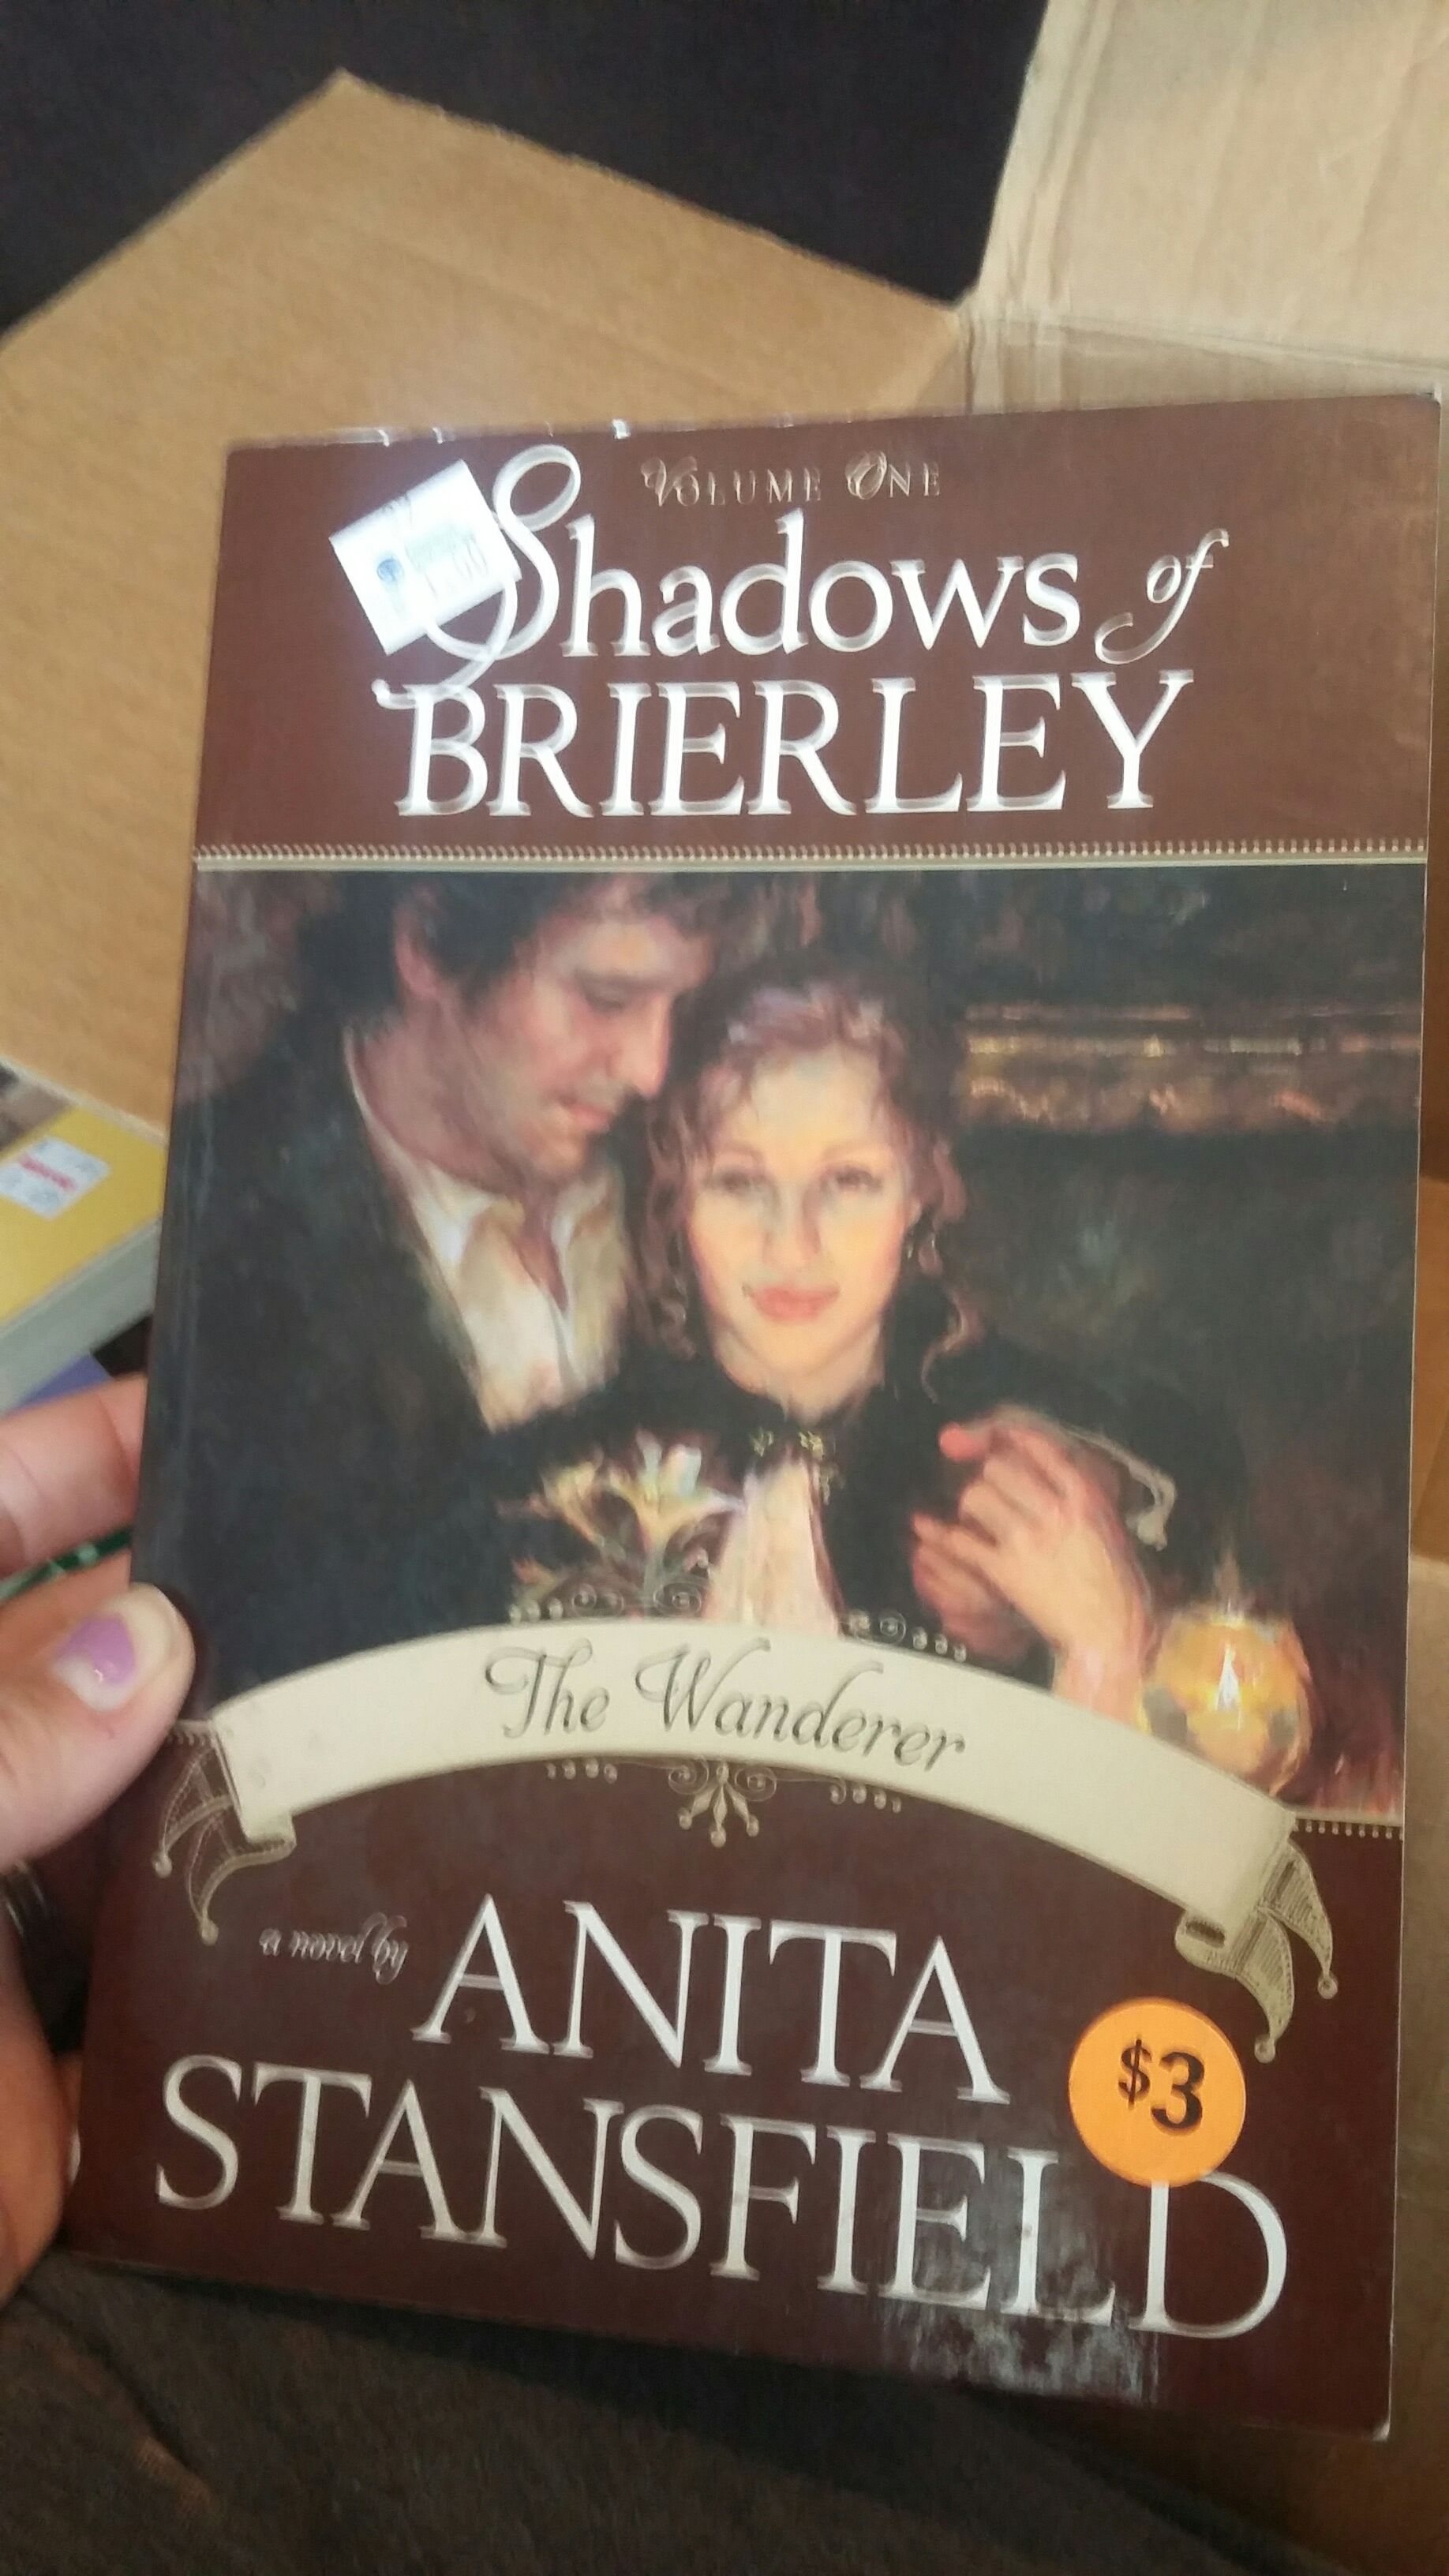 VOLUME ONE
Shadows of
BRIERLEY
The Wanderer
a novel by ANITA
STANSFIELD
$3